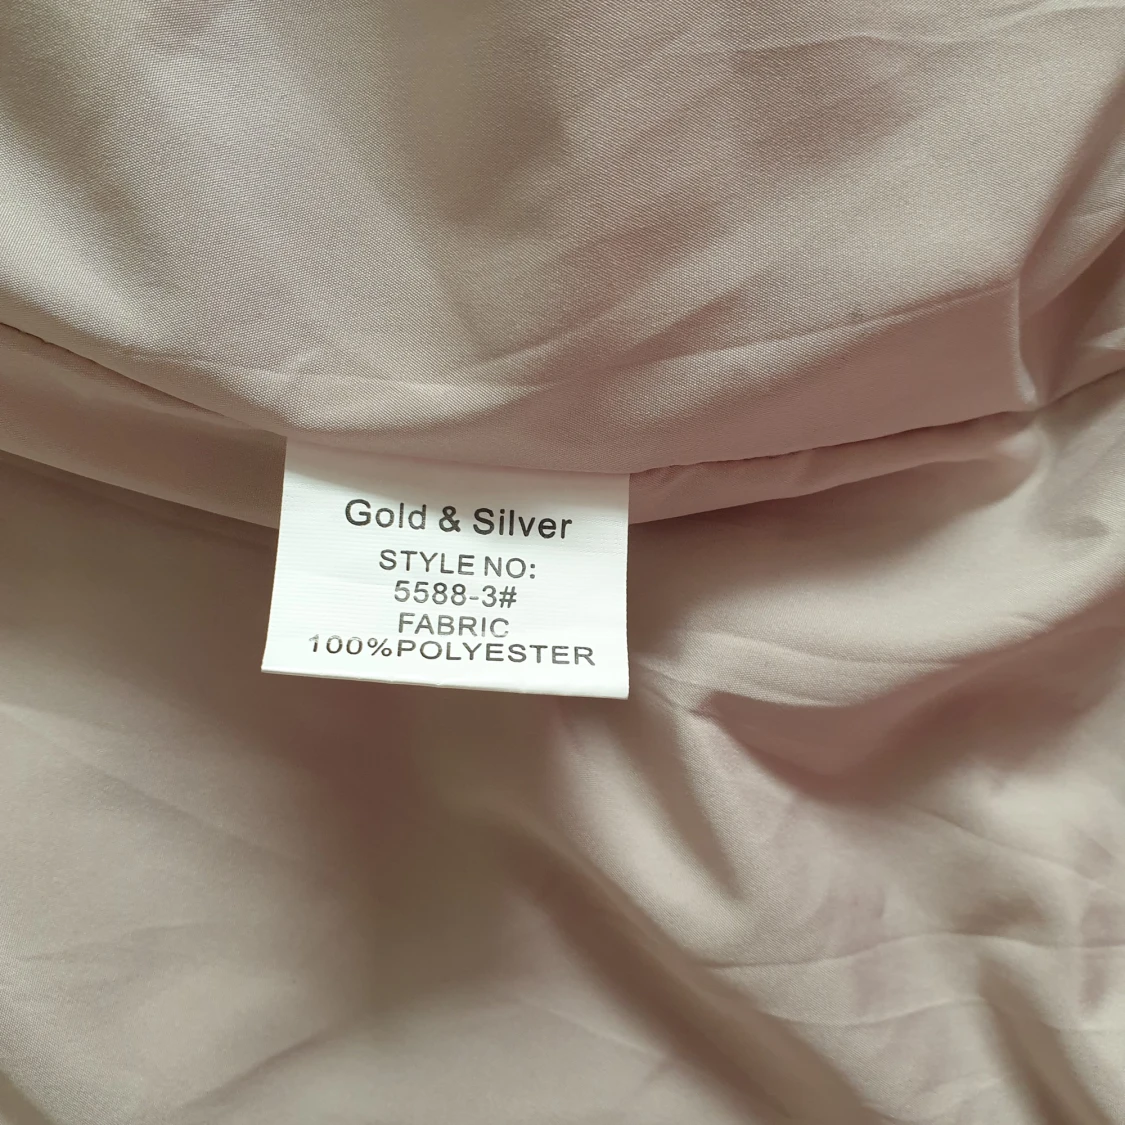 Gold & Silver
STYLE NO:
5588-3#
FABRIC
100%POLYESTER